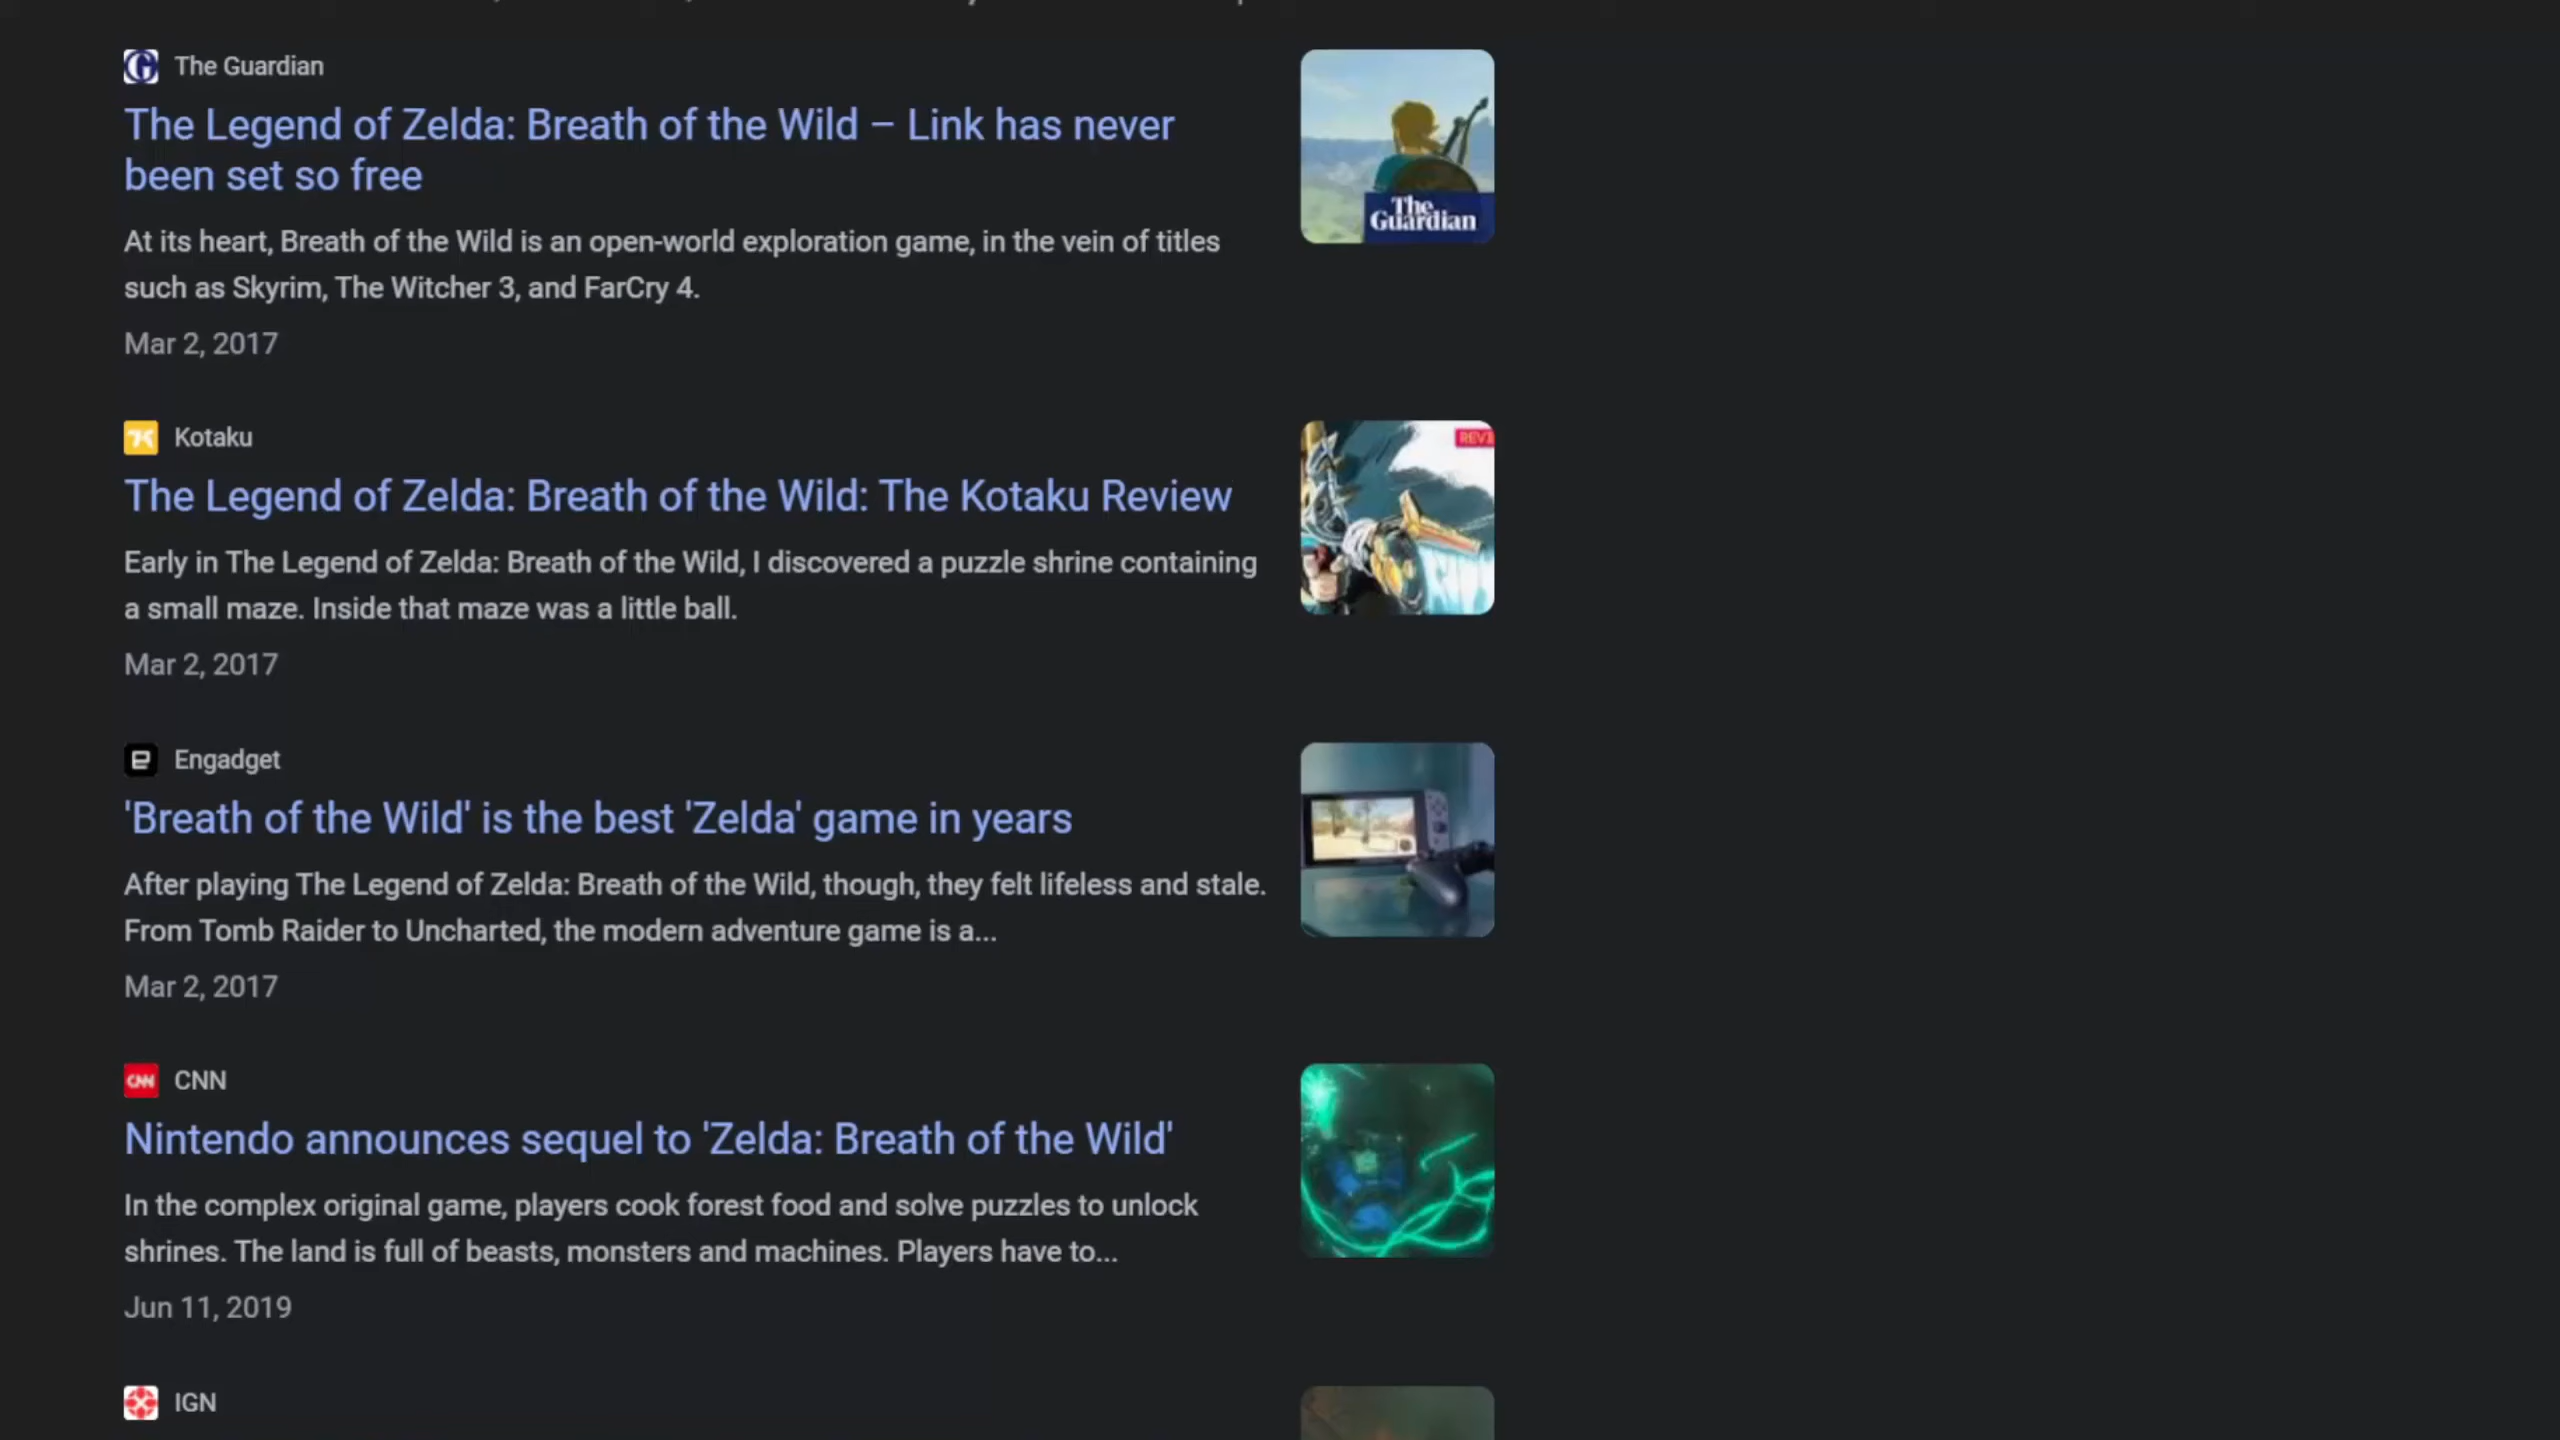 The Guardian
The Legend of Zelda: Breath of the Wild – Link has never
been set so free
At its heart, Breath of the Wild is an open-world exploration game, in the vein of titles
such as Skyrim, The Witcher 3, and FarCry 4.
Mar 2, 2017
The
Guardian
Kotaku
The Legend of Zelda: Breath of the Wild: The Kotaku Review
Early in The Legend of Zelda: Breath of the Wild, I discovered a puzzle shrine containing
a small maze. Inside that maze was a little ball.
Mar 2, 2017
REVI
Engadget
'Breath of the Wild' is the best 'Zelda' game in years
After playing The Legend of Zelda: Breath of the Wild, though, they felt lifeless and stale.
From Tomb Raider to Uncharted, the modern adventure game is a...
Mar 2, 2017
CNN
CNN
Nintendo announces sequel to 'Zelda: Breath of the Wild'
In the complex original game, players cook forest food and solve puzzles to unlock
shrines. The land is full of beasts, monsters and machines. Players have to...
Jun 11, 2019
IGN